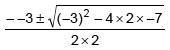 - -3 ± √((-3)² - 4 × 2 × -7)
2 × 2